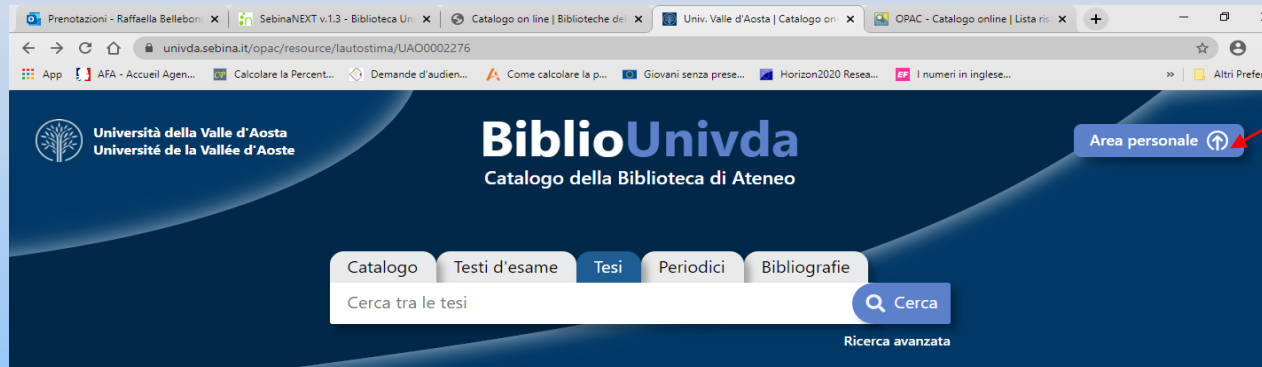 Prenotazioni - Raffaella Bellebon
SebinaNEXT v.1.3 - Biblioteca Un
Catalogo on line | Biblioteche del
Univ. Valle d'Aosta | Catalogo on
OPAC - Catalogo online | Lista ris
univda.sebina.it/opac/resource/lautostima/UAO0002276
App
AFA - Accueil Agen...
Calcolare la Percent...
Demande d'audien...
Come calcolare la p...
Giovani senza prese...
Horizon2020 Resea...
EF
I numeri in inglese...
»
Altri Prefer
Università della Valle d'Aosta
Université de la Vallée d'Aoste
BiblioUnivda
Catalogo della Biblioteca di Ateneo
Area personale
Catalogo
Testi d'esame
Tesi
Periodici
Bibliografie
Cerca tra le tesi
Cerca
Ricerca avanzata